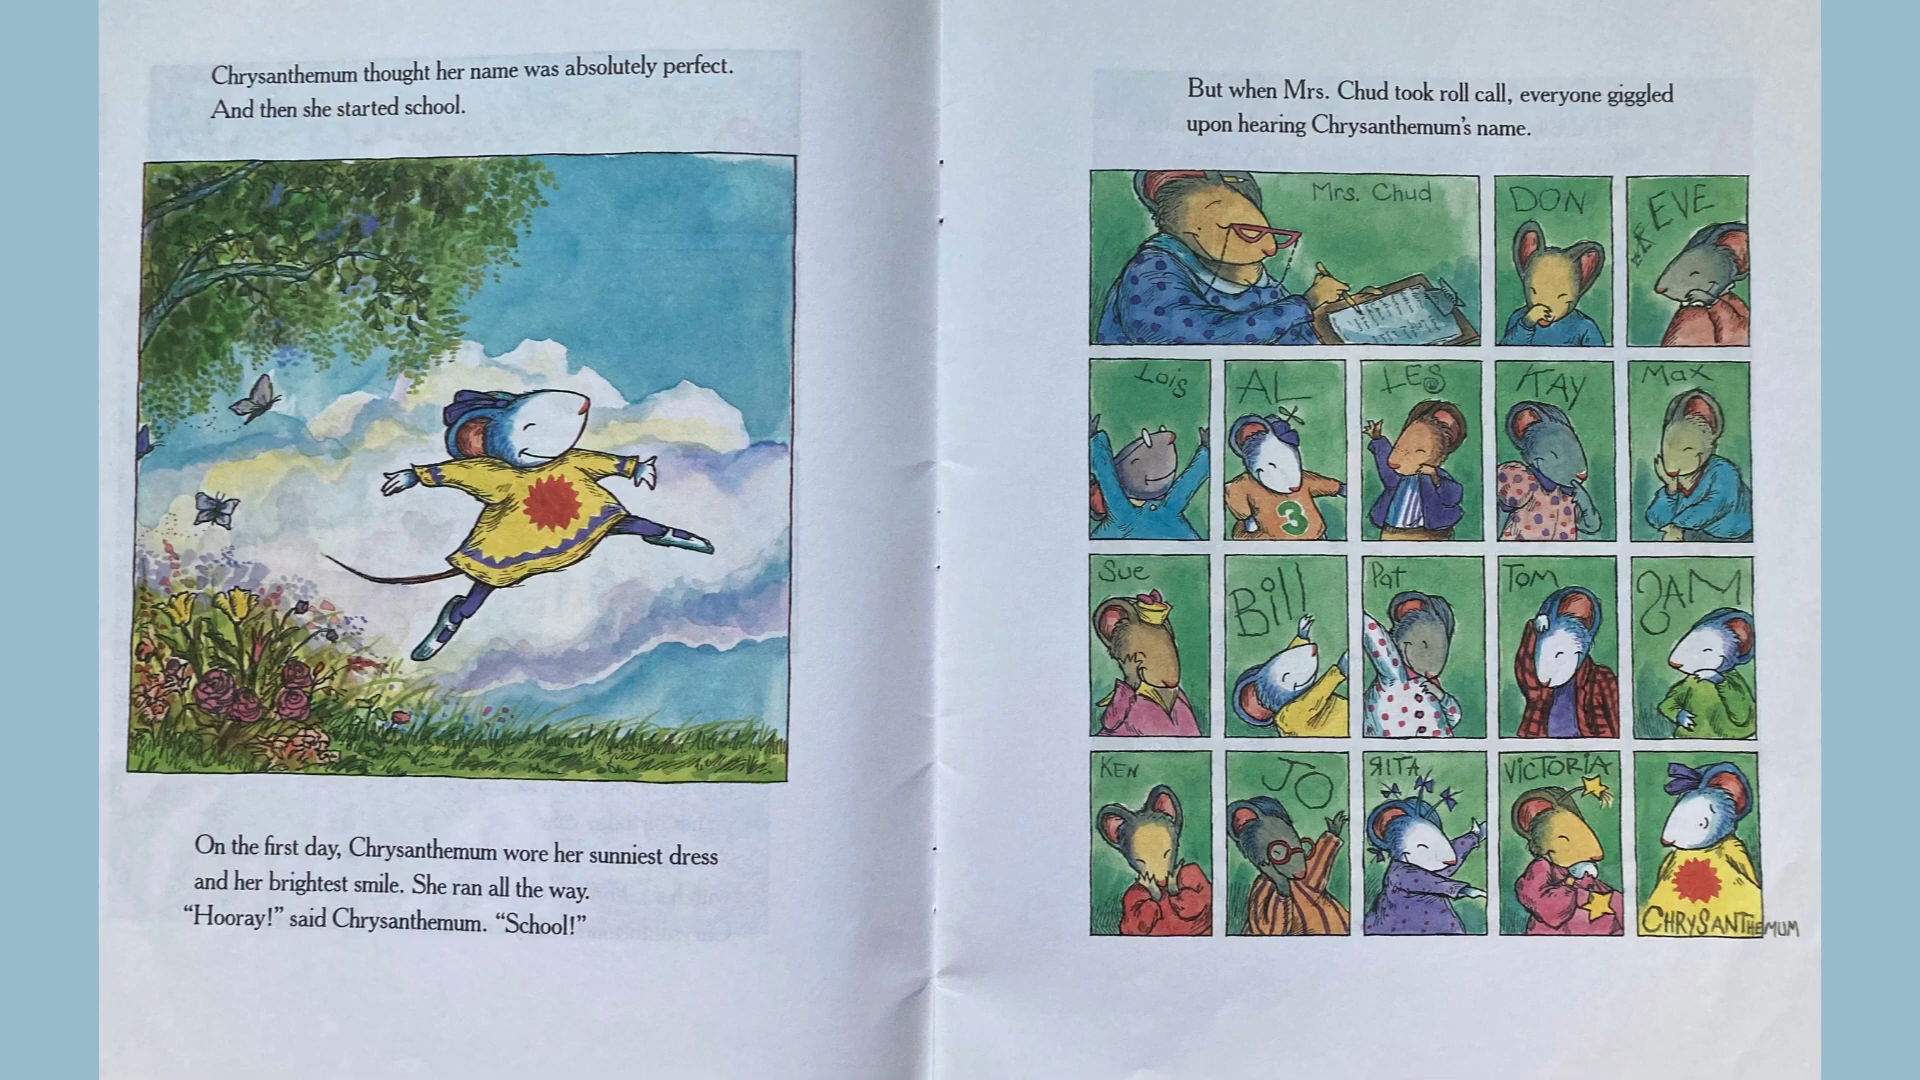 Chrysanthemum thought her name was absolutely perfect.
And then she started school.
On the first day, Chrysanthemum wore her sunniest dress
and her brightest smile. She ran all the way.
“Hooray!” said Chrysanthemum. “School!”
But when Mrs. Chud took roll call, everyone giggled
upon hearing Chrysanthemum’s name.
Mrs. Chud
DON
EVE
Lois
AL
3
LES
KAY
Max
Sue
Bill
Pat
Tom
SAM
KEN
JO
RITA
VICTORIA
CHRYSANTHEMUM